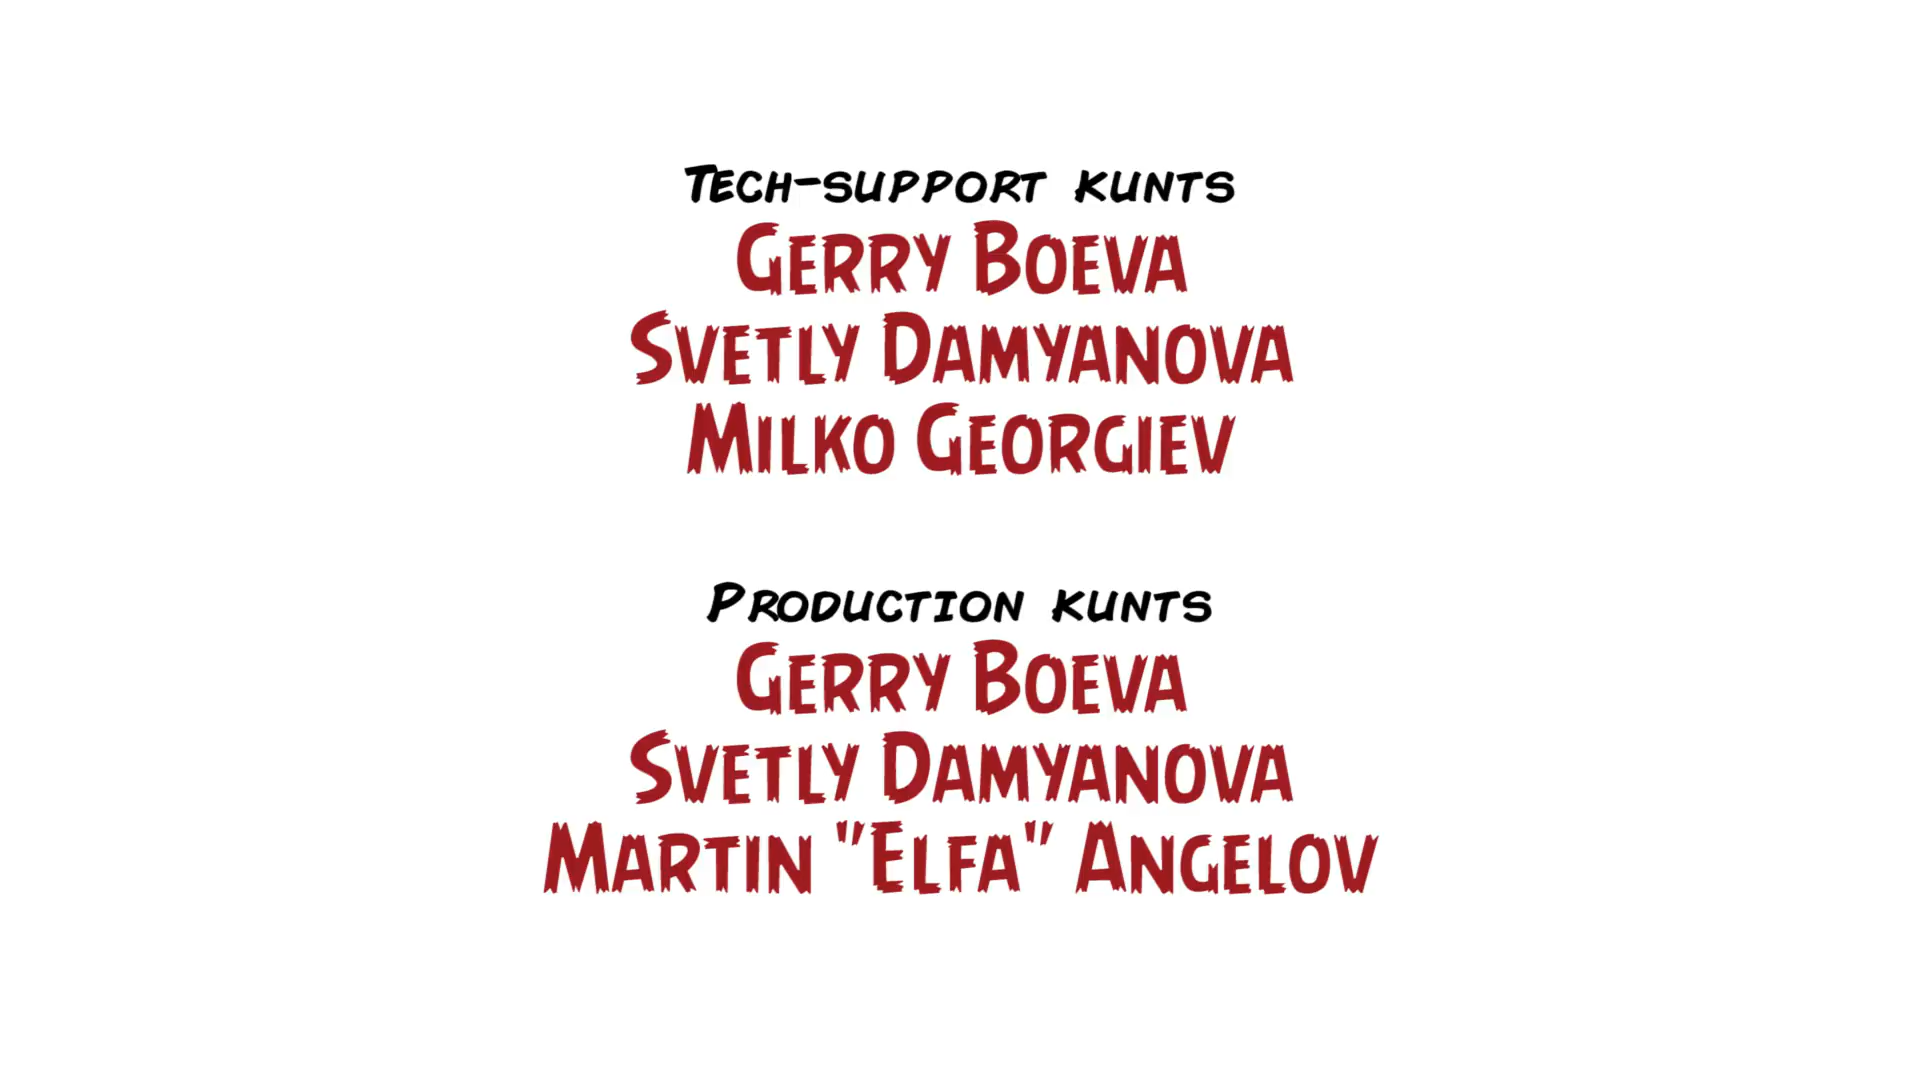 Tech-support kunts
Gerry Boeva
Svetly Damyanova
Milko Georgiev
Production kunts
Gerry Boeva
Svetly Damyanova
Martin "Elfa" Angelov